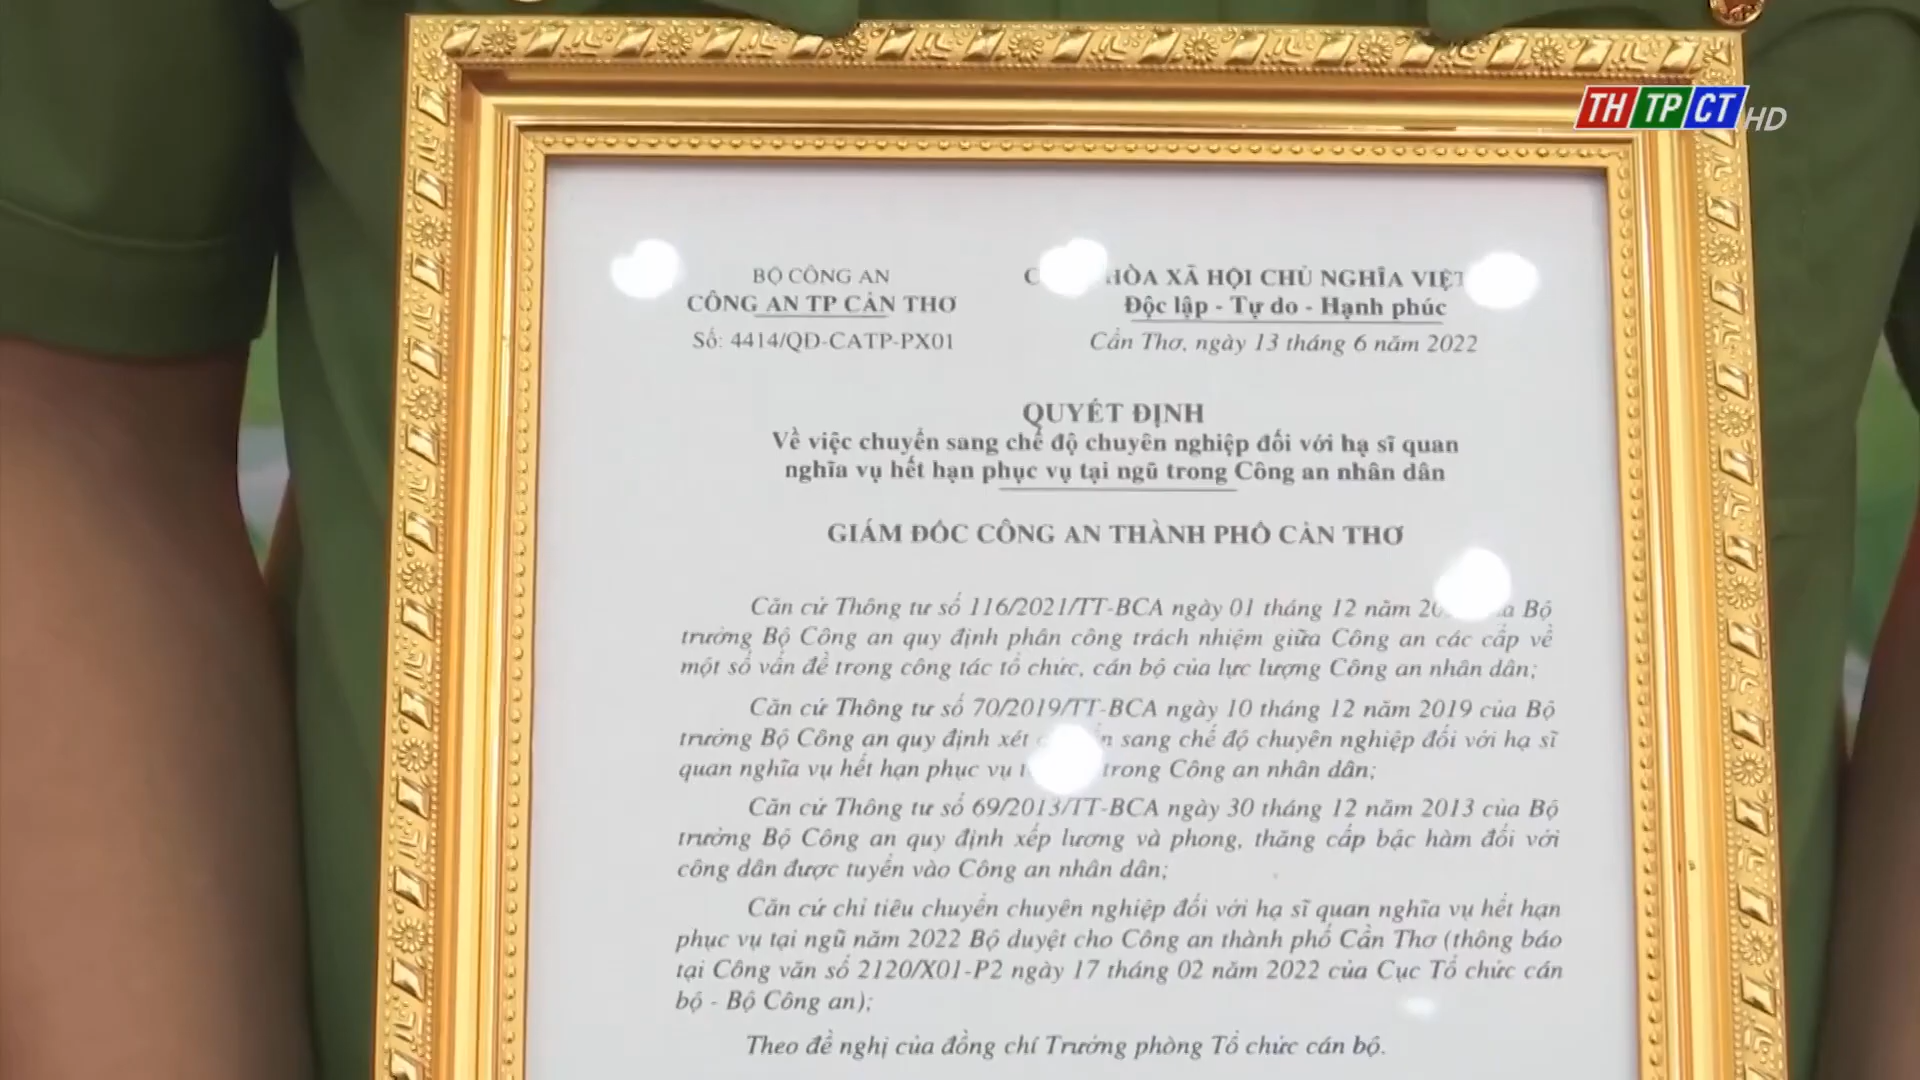 TH TP CT HD
BỘ CÔNG AN
CÔNG AN TP CẦN THƠ
Số: 4414/QĐ-CATP-PX01
HÒA XÃ HỘI CHỦ NGHĨA VIỆT
Độc lập - Tự do - Hạnh phúc
Cần Thơ, ngày 13 tháng 6 năm 2022
QUYẾT ĐỊNH
Về việc chuyển sang chế độ chuyên nghiệp đối với hạ sĩ quan
nghĩa vụ hết hạn phục vụ tại ngũ trong Công an nhân dân
GIÁM ĐỐC CÔNG AN THÀNH PHỐ CẦN THƠ
Căn cứ Thông tư số 116/2021/TT-BCA ngày 01 tháng 12 năm Bộ
trưởng Bộ Công an quy định phân công trách nhiệm giữa Công an các cấp về
một số vấn đề trong công tác tổ chức, cán bộ của lực lượng Công an nhân dân;
Căn cứ Thông tư số 70/2019/TT-BCA ngày 10 tháng 12 năm 2019 của Bộ
trưởng Bộ Công an quy định xét sang chế độ chuyên nghiệp đối với hạ sĩ
quan nghĩa vụ hết hạn phục vụ trong Công an nhân dân;
Căn cứ Thông tư số 69/2013/TT-BCA ngày 30 tháng 12 năm 2013 của Bộ
trưởng Bộ Công an quy định xếp lương và phong, thăng cấp bậc hàm đối với
công dân được tuyển vào Công an nhân dân;
Căn cứ chỉ tiêu chuyển chuyên nghiệp đối với hạ sĩ quan nghĩa vụ hết hạn
phục vụ tại ngũ năm 2022 Bộ duyệt cho Công an thành phố Cần Thơ (thông báo
tại Công văn số 2120/X01-P2 ngày 17 tháng 02 năm 2022 của Cục Tổ chức cán
bộ - Bộ Công an);
Theo đề nghị của đồng chí Trưởng phòng Tổ chức cán bộ.